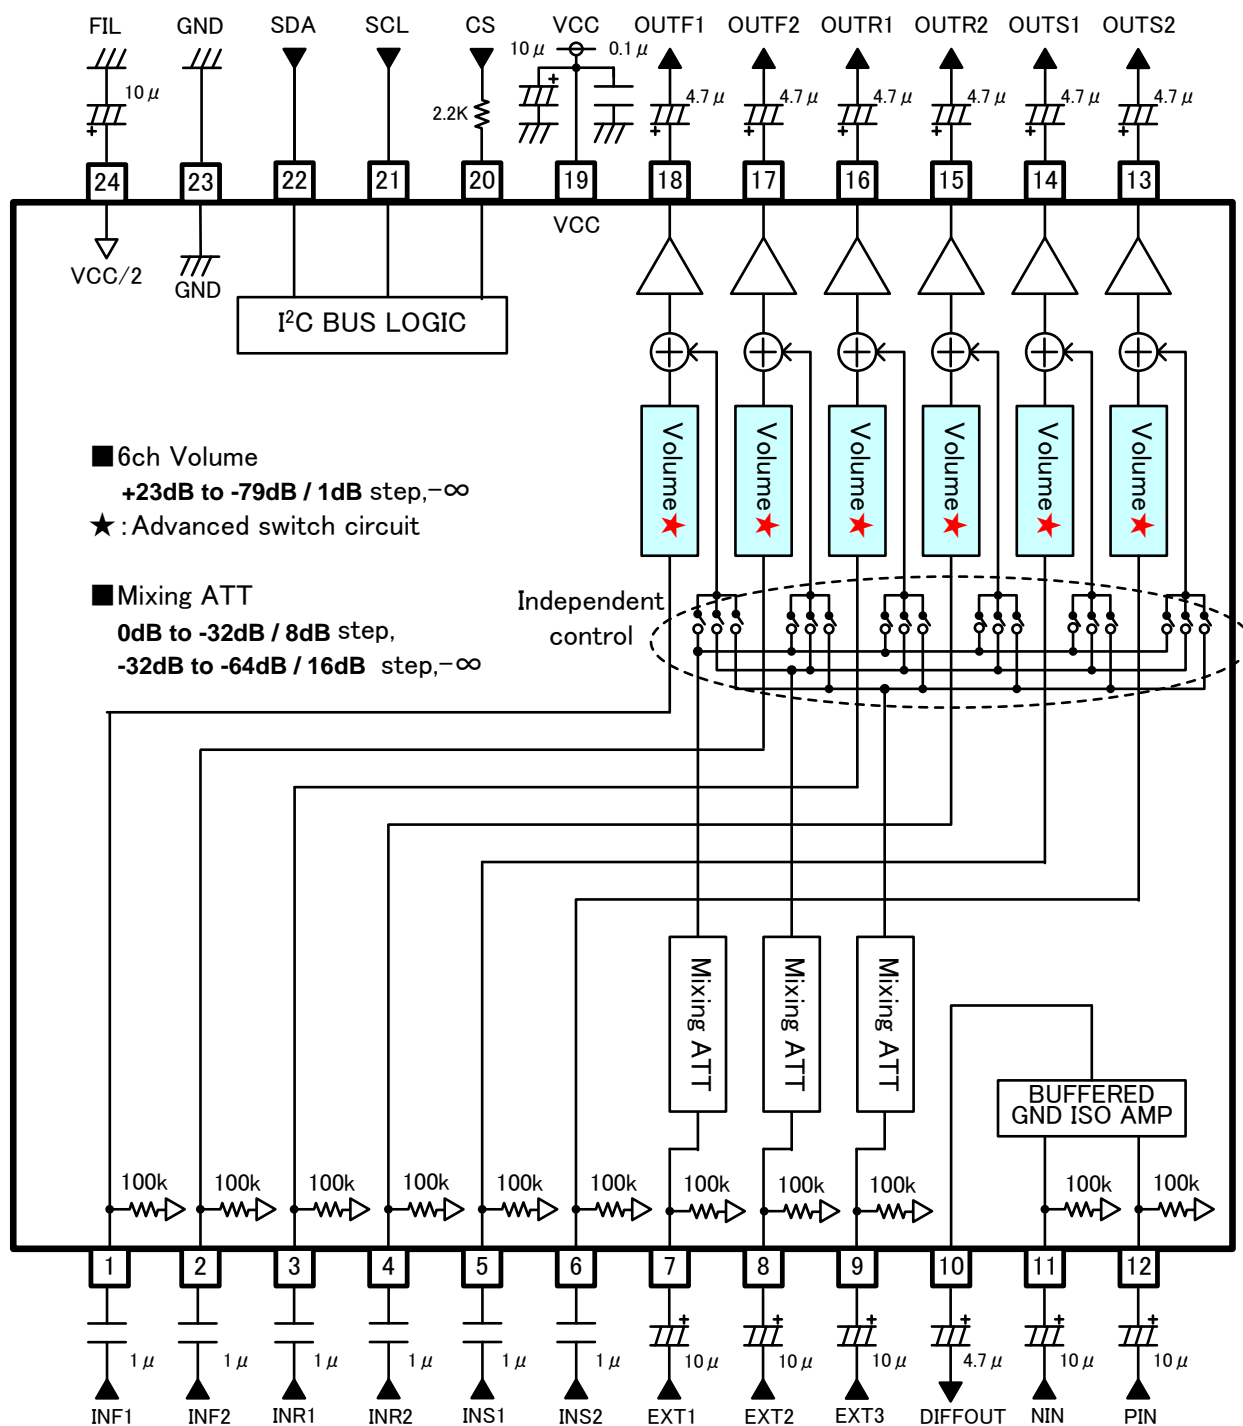 FIL GND SDA SCL CS VCC OUTF1 OUTF2 OUTR1 OUTR2 OUTS1 OUTS2
10μ 0.1μ
10μ 4.7μ 4.7μ 4.7μ 4.7μ 4.7μ 4.7μ
+ + + + + + + +
2.2K
24 23 22 21 20 19 18 17 16 15 14 13
VCC
VCC/2 GND
I²C BUS LOGIC
Volume★ Volume★ Volume★ Volume★ Volume★ Volume★
■6ch Volume
+23dB to -79dB / 1dB step,-∞
★:Advanced switch circuit
■Mixing ATT
0dB to -32dB / 8dB step,
-32dB to -64dB / 16dB step,-∞
Independent
control
Mixing ATT Mixing ATT Mixing ATT
BUFFERED
GND ISO AMP
100k 100k 100k 100k 100k 100k 100k 100k 100k 100k 100k
1 2 3 4 5 6 7 8 9 10 11 12
+ + + + + +
1μ 1μ 1μ 1μ 1μ 1μ 10μ 10μ 10μ 4.7μ 10μ 10μ
INF1 INF2 INR1 INR2 INS1 INS2 EXT1 EXT2 EXT3 DIFFOUT NIN PIN